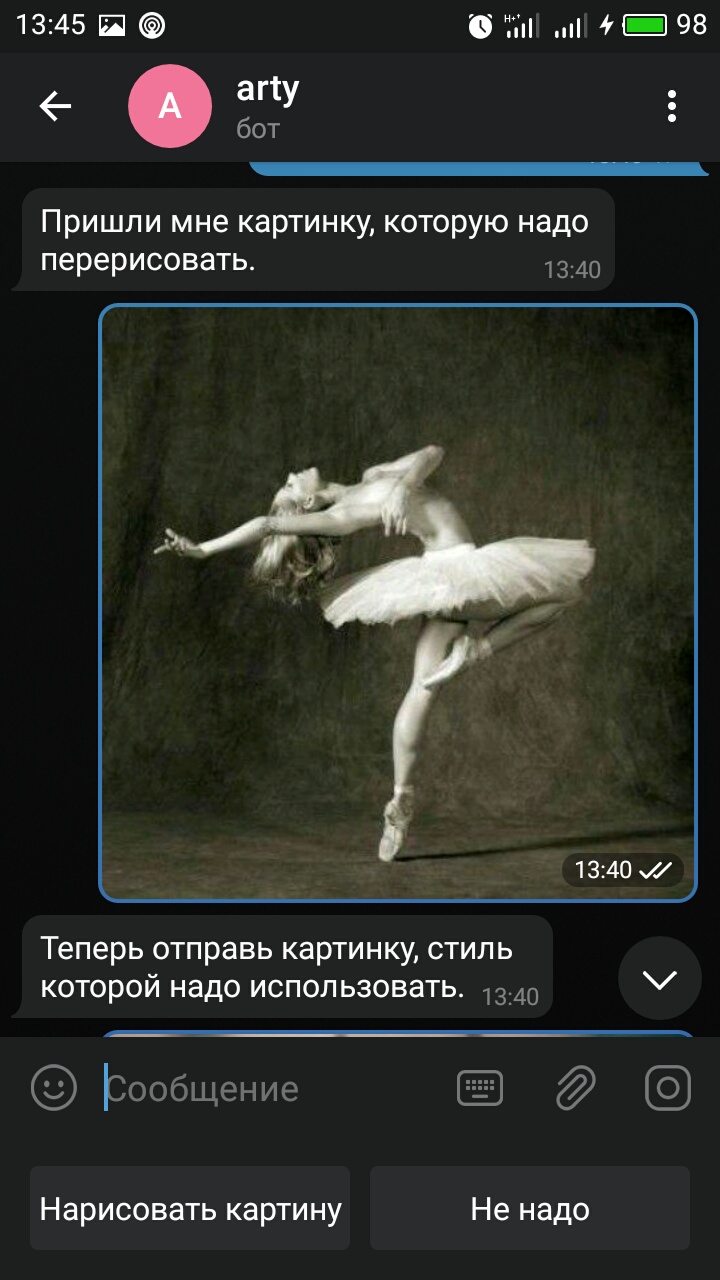 13:45
H+
98
A
arty
бот
Пришли мне картинку, которую надо
перерисовать.
13:40
13:40
Теперь отправь картинку, стиль
которой надо использовать.
13:40
Сообщение
Нарисовать картину
Не надо